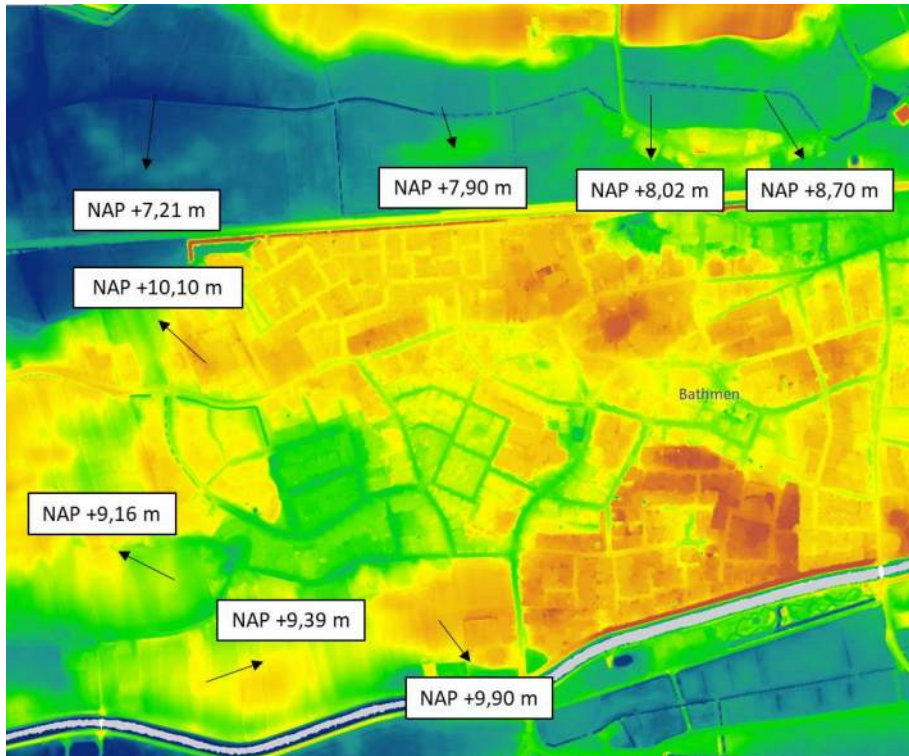 NAP +7,21 m
NAP +7,90 m
NAP +8,02 m
NAP +8,70 m
NAP +10,10 m
Bathmen
NAP +9,16 m
NAP +9,39 m
NAP +9,90 m